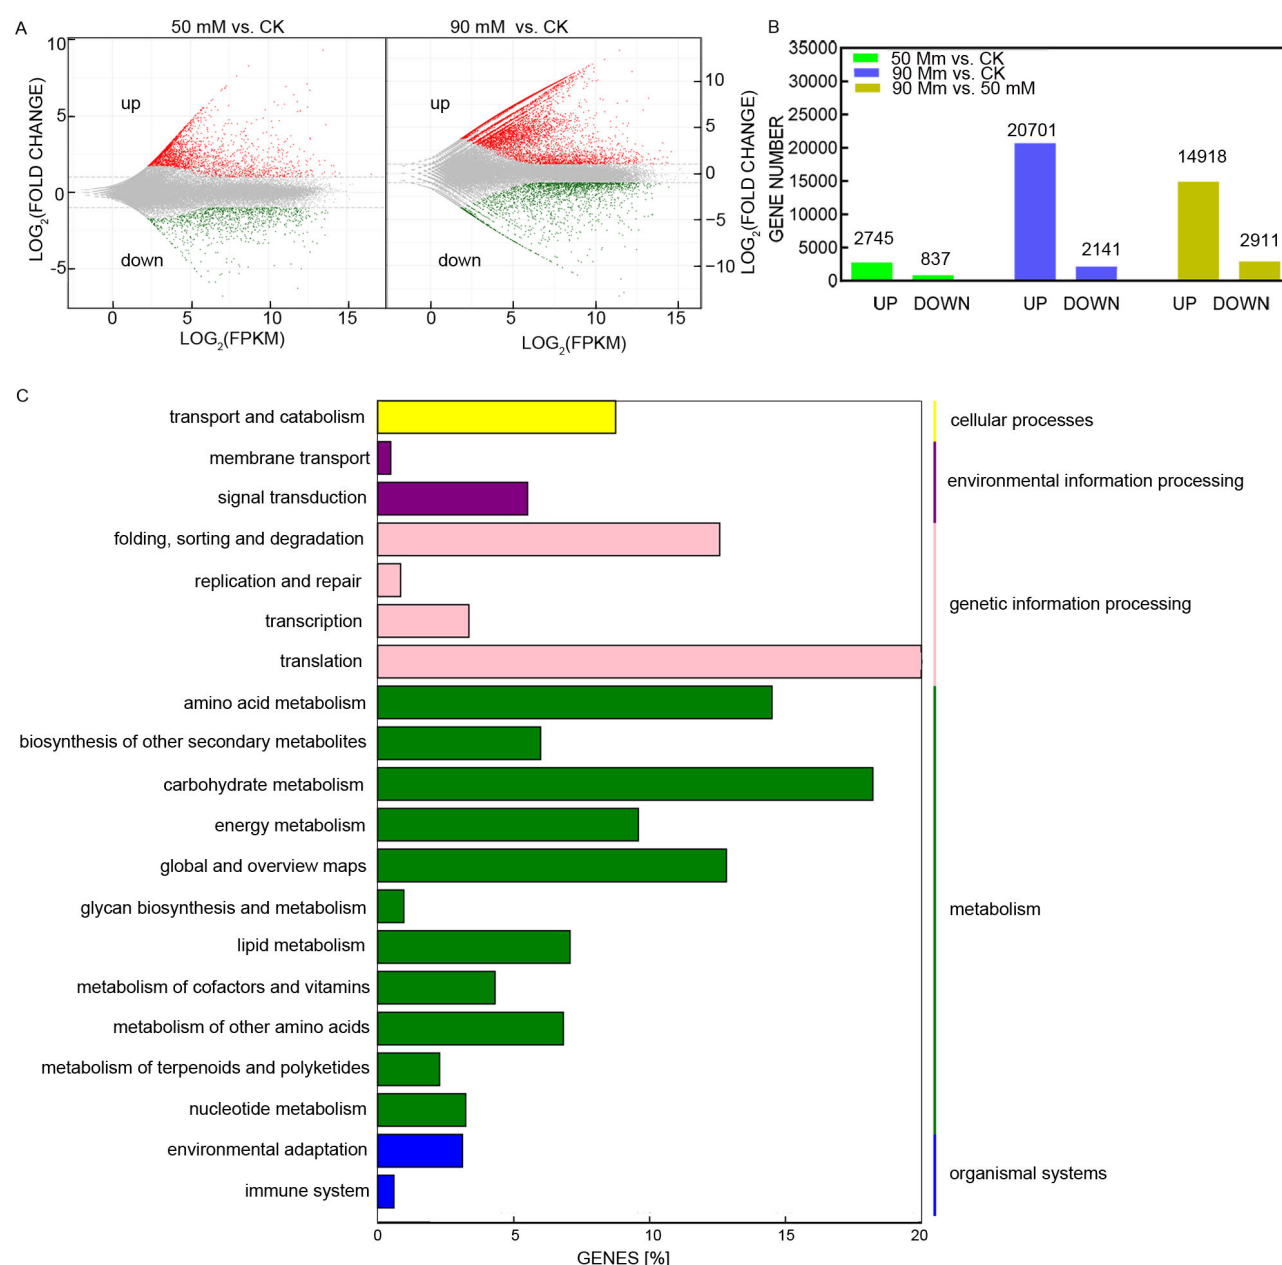 A
50 mM vs. CK
90 mM vs. CK
LOG2(FOLD CHANGE)
10
5
0
−5
up
down
up
down
10
5
0
−5
−10
LOG2(FOLD CHANGE)
0 5 10 15
0 5 10 15
LOG2(FPKM)
LOG2(FPKM)
B
GENE NUMBER
35000
30000
25000
20000
15000
10000
5000
0
50 Mm vs. CK
90 Mm vs. CK
90 Mm vs. 50 mM
2745
837
20701
2141
14918
2911
UP DOWN UP DOWN UP DOWN
C
transport and catabolism
membrane transport
signal transduction
folding, sorting and degradation
replication and repair
transcription
translation
amino acid metabolism
biosynthesis of other secondary metabolites
carbohydrate metabolism
energy metabolism
global and overview maps
glycan biosynthesis and metabolism
lipid metabolism
metabolism of cofactors and vitamins
metabolism of other amino acids
metabolism of terpenoids and polyketides
nucleotide metabolism
environmental adaptation
immune system
cellular processes
environmental information processing
genetic information processing
metabolism
organismal systems
0 5 10 15 20
GENES [%]